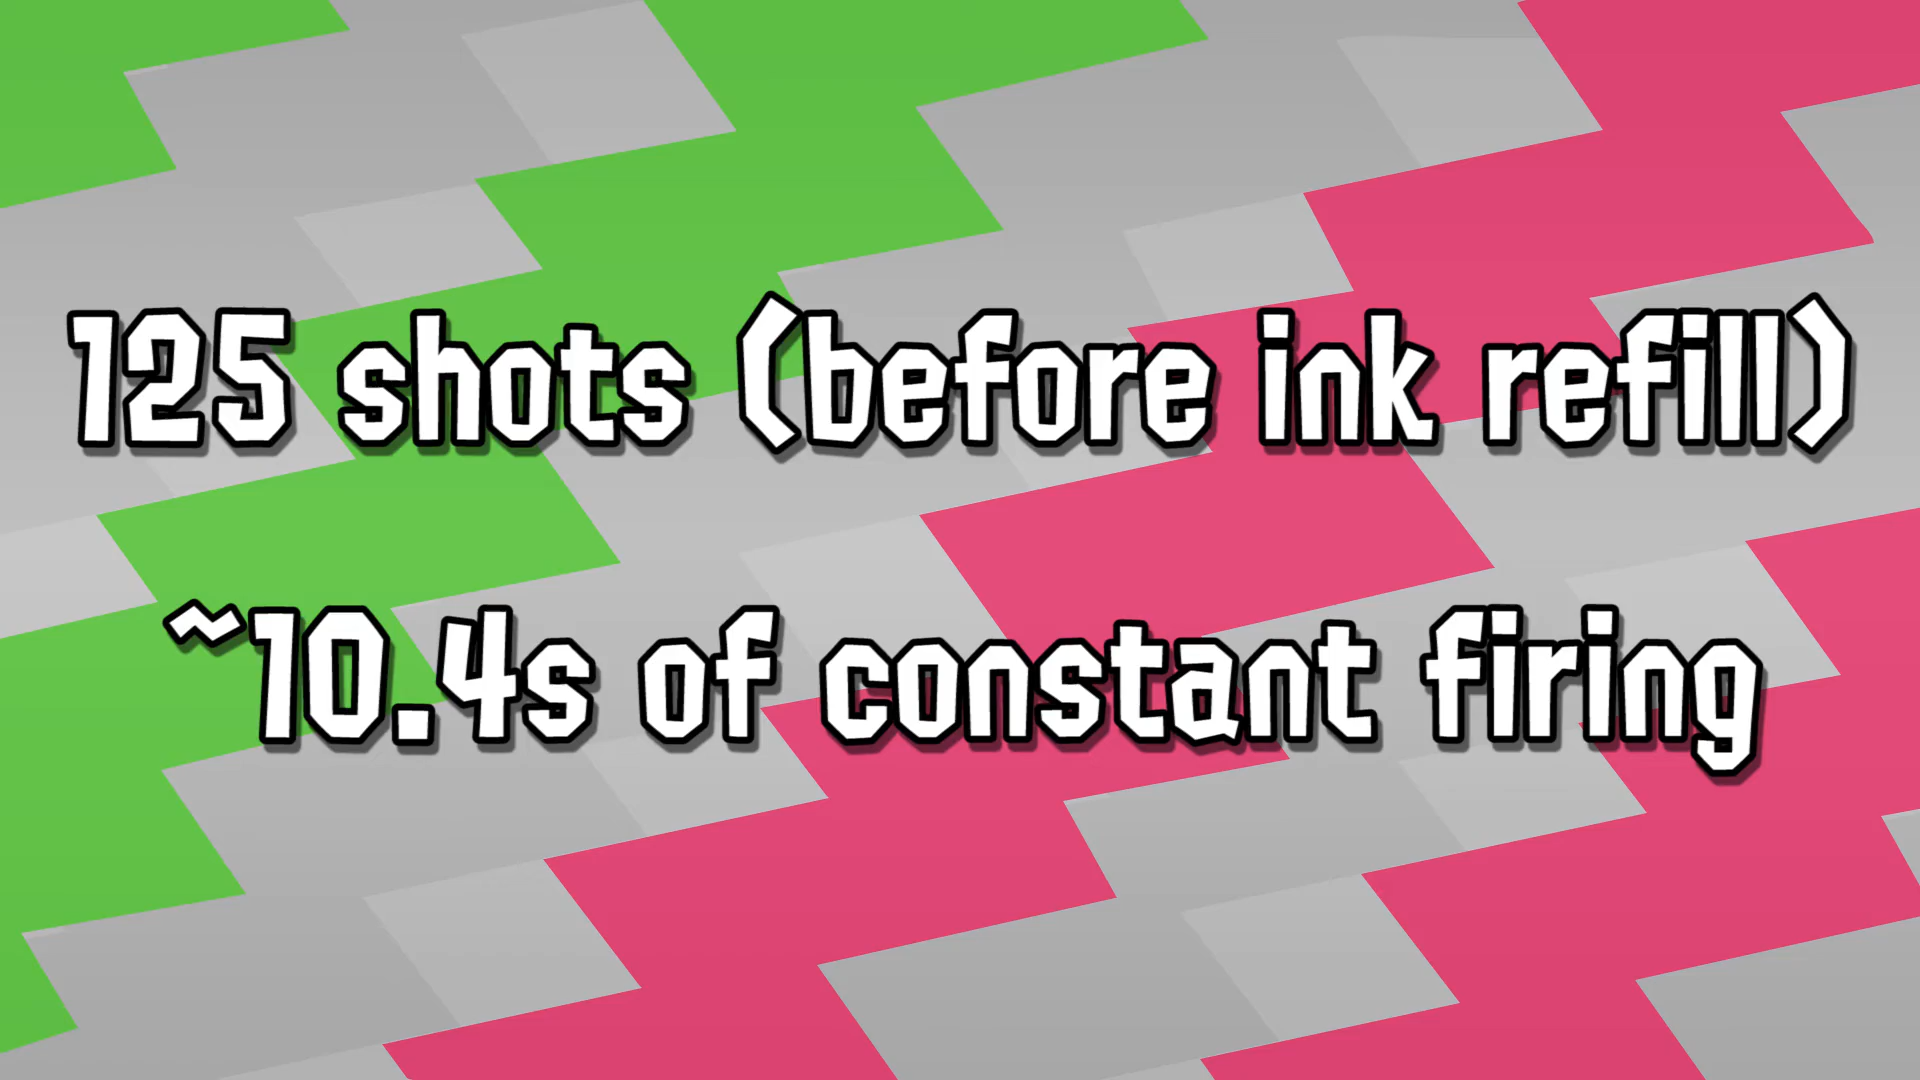 125 shots (before ink refill)
~10.4s of constant firing